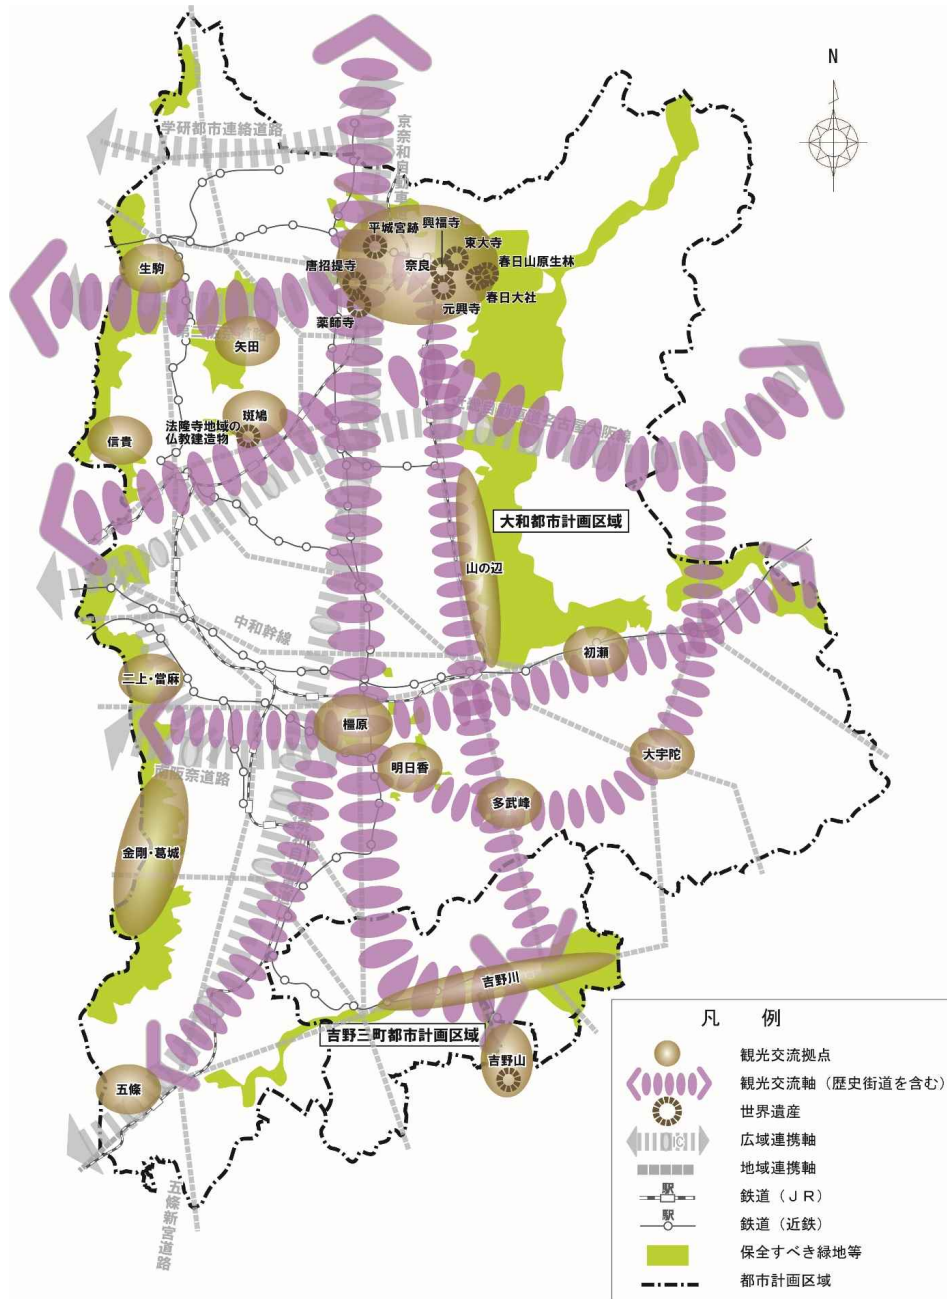 N
学研都市連絡道路
京奈和自動車
平城宮跡
興福寺
東大寺
唐招提寺
奈良
春日山原生林
春日大社
元興寺
薬師寺
生駒
矢田
斑鳩
法隆寺地域の
仏教建造物
信貴
名古屋大阪線
大和都市計画区域
山の辺
中和幹線
初瀬
二上・當麻
橿原
明日香
大宇陀
多武峰
南阪奈道路
金剛・葛城
吉野川
吉野三町都市計画区域
吉野山
五條
五條新宮道路
凡 例
観光交流拠点
観光交流軸（歴史街道を含む）
世界遺産
IC
広域連携軸
地域連携軸
駅
鉄道（ＪＲ）
駅
鉄道（近鉄）
保全すべき緑地等
都市計画区域